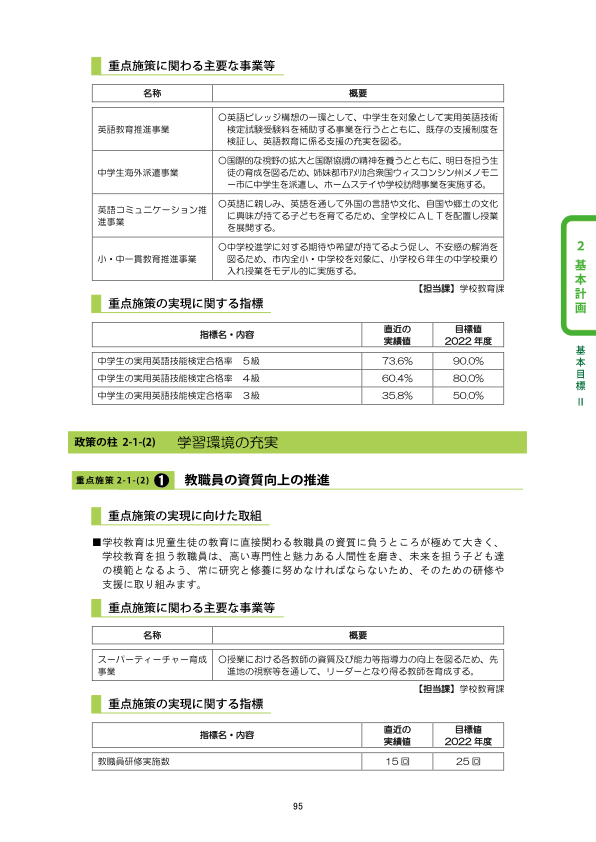 重点施策に関わる主要な事業等
名称 概要
英語教育推進事業
〇英語ビレッジ構想の一環として、中学生を対象として実用英語技術
検定試験受験料を補助する事業を行うとともに、既存の支援制度を
検証し、英語教育に係る支援の充実を図る。
中学生海外派遣事業
〇国際的な視野の拡大と国際協調の精神を養うとともに、明日を担う生
徒の育成を図るため、姉妹都市アメリカ合衆国ウィスコンシン州メノモニ
ー市に中学生を派遣し、ホームステイや学校訪問事業を実施する。
英語コミュニケーション推
進事業
〇英語に親しみ、英語を通して外国の言語や文化、自国や郷土の文化
に興味が持てる子どもを育てるため、全学校にＡＬＴを配置し授業
を展開する。
小・中一貫教育推進事業
〇中学校進学に対する期待や希望が持てるよう促し、不安感の解消を
図るため、市内全小・中学校を対象に、小学校６年生の中学校乗り
入れ授業をモデル的に実施する。
【担当課】学校教育課
重点施策の実現に関する指標
指標名・内容 直近の
実績値 目標値
2022 年度
中学生の実用英語技能検定合格率　５級 73.6% 90.0%
中学生の実用英語技能検定合格率　４級 60.4% 80.0%
中学生の実用英語技能検定合格率　３級 35.8% 50.0%
政策の柱 2-1-(2) 学習環境の充実
重点施策 2-1-(2) ❶ 教職員の資質向上の推進
重点施策の実現に向けた取組
■学校教育は児童生徒の教育に直接関わる教職員の資質に負うところが極めて大きく、
学校教育を担う教職員は、高い専門性と魅力ある人間性を磨き、未来を担う子ども達
の模範となるよう、常に研究と修養に努めなければならないため、そのための研修や
支援に取り組みます。
重点施策に関わる主要な事業等
名称 概要
スーパーティーチャー育成
事業
〇授業における各教師の資質及び能力等指導力の向上を図るため、先
進地の視察等を通して、リーダーとなり得る教師を育成する。
【担当課】学校教育課
重点施策の実現に関する指標
指標名・内容 直近の
実績値 目標値
2022 年度
教職員研修実施数 15 回 25 回
2 基本計画
基本目標 Ⅱ
95